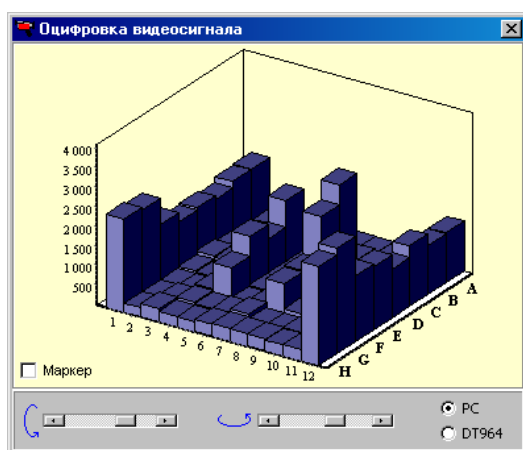 Оцифровка видеосигнала
4 000
3 500
3 000
2 500
2 000
1 500
1 000
500
1 2 3 4 5 6 7 8 9 10 11 12
H G F E D C B A
Маркер
PC
DT964